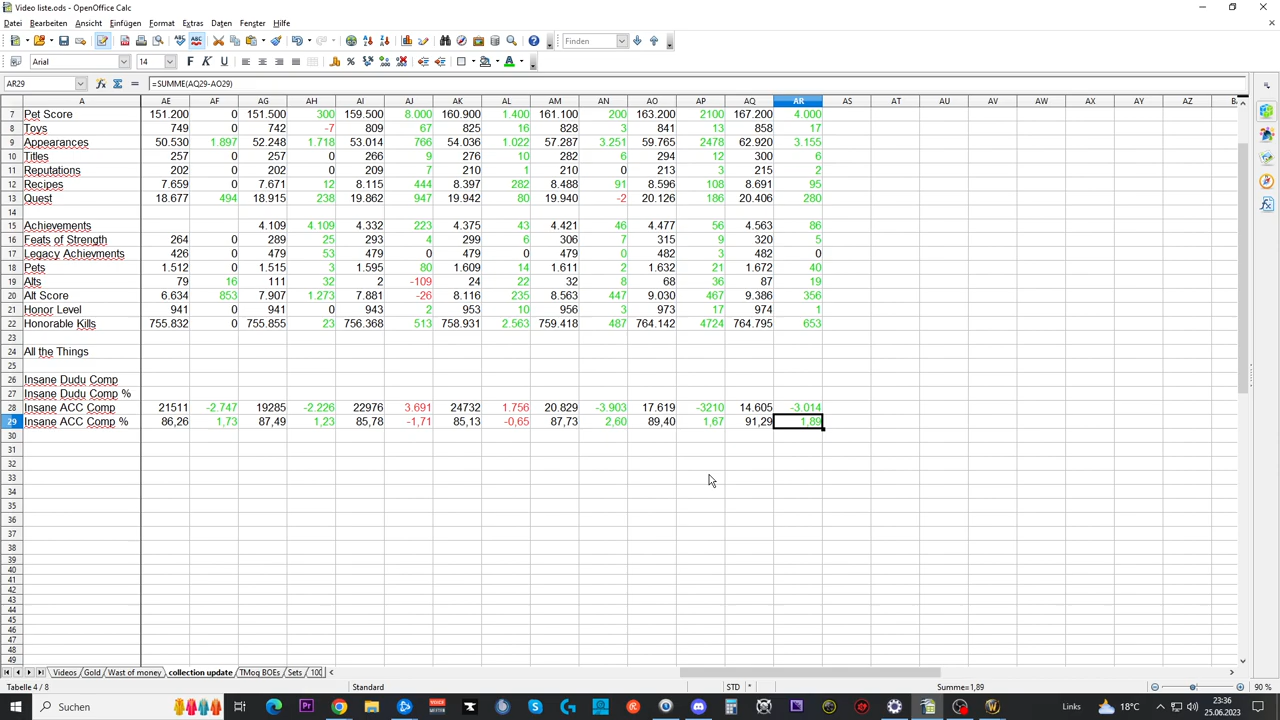 Video liste.ods - OpenOffice Calc
Datei Bearbeiten Ansicht Einfügen Format Extras Daten Fenster Hilfe
Finden
Arial 14
AR29 =SUMME(AQ29-AO29)
A AE AF AG AH AI AJ AK AL AM AN AO AP AQ AR AS AT AU AV AW AX AY AZ
7 Pet Score 151.200 0 151.500 300 159.500 8.000 160.900 1.400 161.100 200 163.200 2100 167.200 4.000
8 Toys 749 0 742 -7 809 67 825 16 828 3 841 13 858 17
9 Appearances 50.530 1.897 52.248 1.718 53.014 766 54.036 1.022 57.287 3.251 59.765 2478 62.920 3.155
10 Titles 257 0 257 0 266 9 276 10 282 6 294 12 300 6
11 Reputations 202 0 202 0 209 7 210 1 210 0 213 3 215 2
12 Recipes 7.659 0 7.671 12 8.115 444 8.397 282 8.488 91 8.596 108 8.691 95
13 Quest 18.677 494 18.915 238 19.862 947 19.942 80 19.940 -2 20.126 186 20.406 280
14
15 Achievements 4.109 4.109 4.332 223 4.375 43 4.421 46 4.477 56 4.563 86
16 Feats of Strength 264 0 289 25 293 4 299 6 306 7 315 9 320 5
17 Legacy Achievments 426 0 479 53 479 0 479 0 479 0 482 3 482 0
18 Pets 1.512 0 1.515 3 1.595 80 1.609 14 1.611 2 1.632 21 1.672 40
19 Alts 79 16 111 32 2 -109 24 22 32 8 68 36 87 19
20 Alt Score 6.634 853 7.907 1.273 7.881 -26 8.116 235 8.563 447 9.030 467 9.386 356
21 Honor Level 941 0 941 0 943 2 953 10 956 3 973 17 974 1
22 Honorable Kills 755.832 0 755.855 23 756.368 513 758.931 2.563 759.418 487 764.142 4724 764.795 653
23
24 All the Things
25
26 Insane Dudu Comp
27 Insane Dudu Comp %
28 Insane ACC Comp 21511 -2.747 19285 -2.226 22976 3.691 24732 1.756 20.829 -3.903 17.619 -3210 14.605 -3.014
29 Insane ACC Comp % 86,26 1,73 87,49 1,23 85,78 -1,71 85,13 -0,65 87,73 2,60 89,40 1,67 91,29 1,89
30
31
32
33
34
35
36
37
38
39
40
41
42
43
44
45
46
47
48
49
Videos Gold Wast of money collection update TMog BOEs Sets
Tabelle 4 / 8 Standard STD * Summe=1,89 90 %
Suchen 18°C Links 23:36
25.06.2023